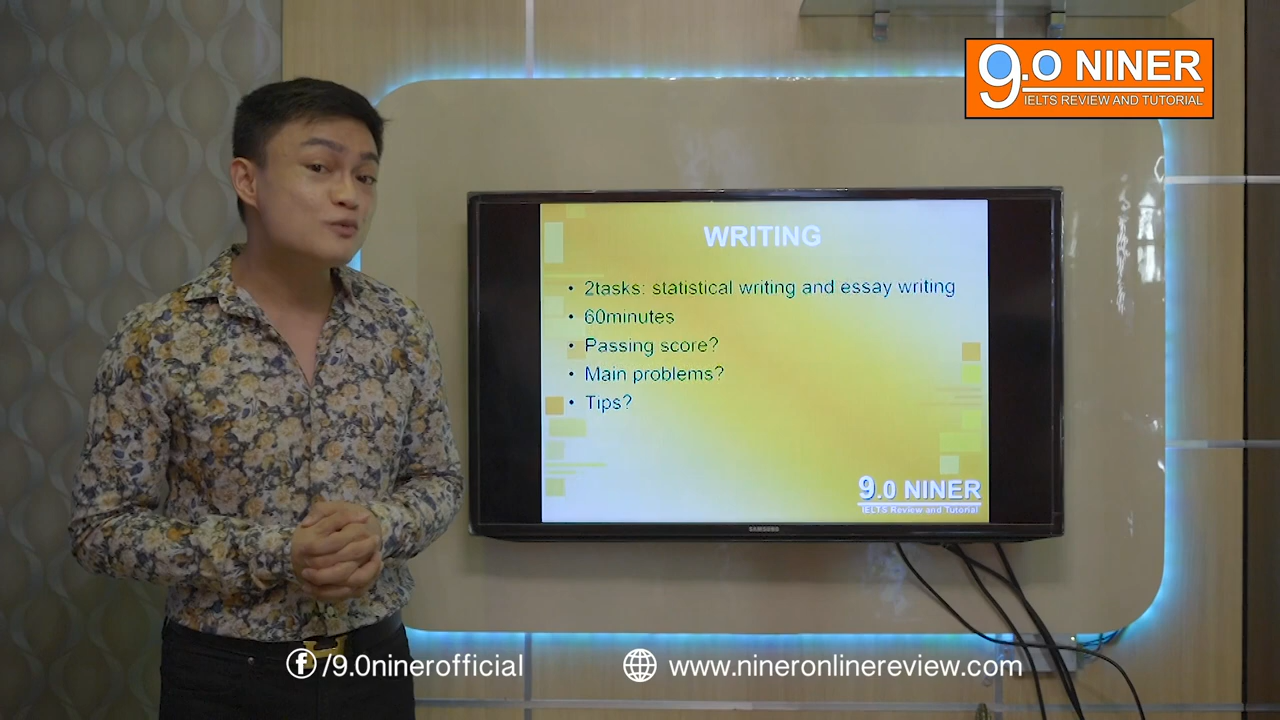 9.0 NINER
IELTS REVIEW AND TUTORIAL
WRITING
• 2tasks: statistical writing and essay writing
• 60minutes
• Passing score?
• Main problems?
• Tips?
9.0 NINER
IELTS Review and Tutorial
SAMSUNG
/9.0ninerofficial
www.nineronlinereview.com